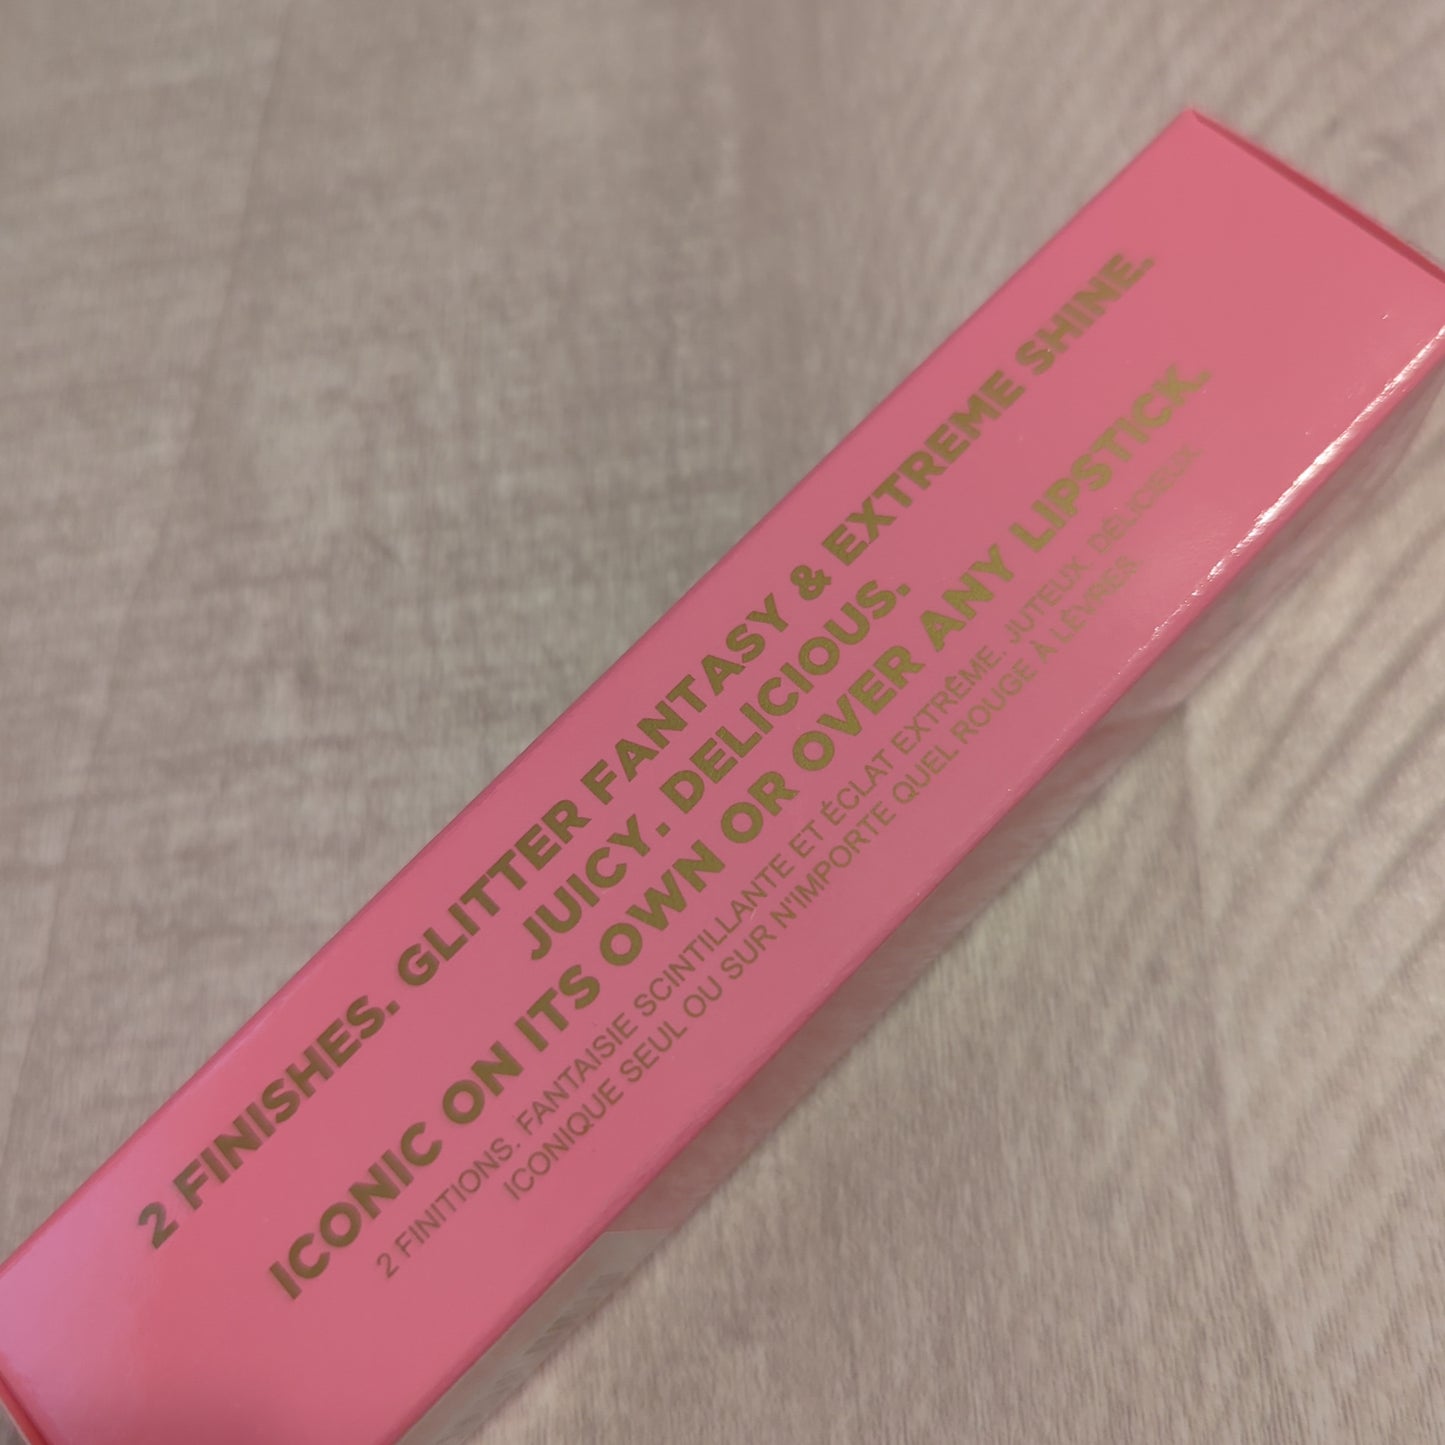 2 FINISHES. GLITTER FANTASY & EXTREME SHINE.
JUICY. DELICIOUS.
ICONIC ON ITS OWN OR OVER ANY LIPSTICK.
2 FINITIONS. FANTAISIE SCINTILLANTE ET ÉCLAT EXTRÊME. JUTEUX. DÉLICIEUX
ICONIQUE SEUL OU SUR N'IMPORTE QUEL ROUGE À LÈVRES